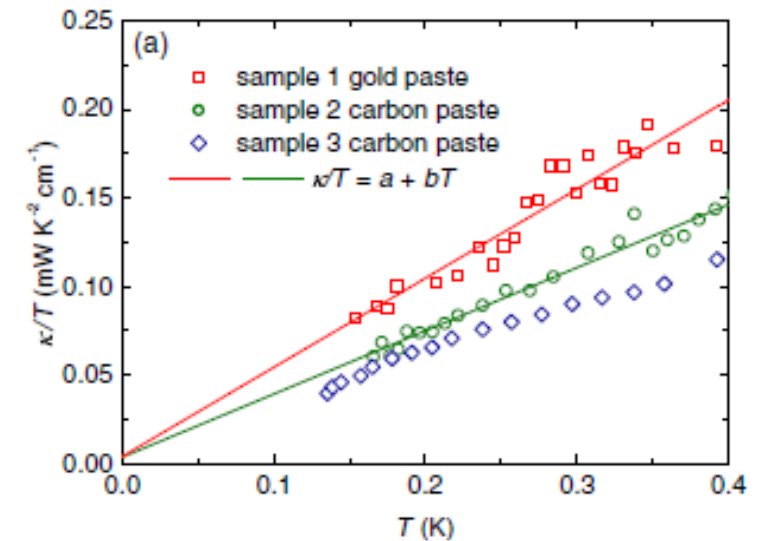 (a)
sample 1 gold paste
sample 2 carbon paste
sample 3 carbon paste
κ/T = a + bT
κ/T (mW K⁻² cm⁻¹)
0.25
0.20
0.15
0.10
0.05
0.00
0.0 0.1 0.2 0.3 0.4
T (K)